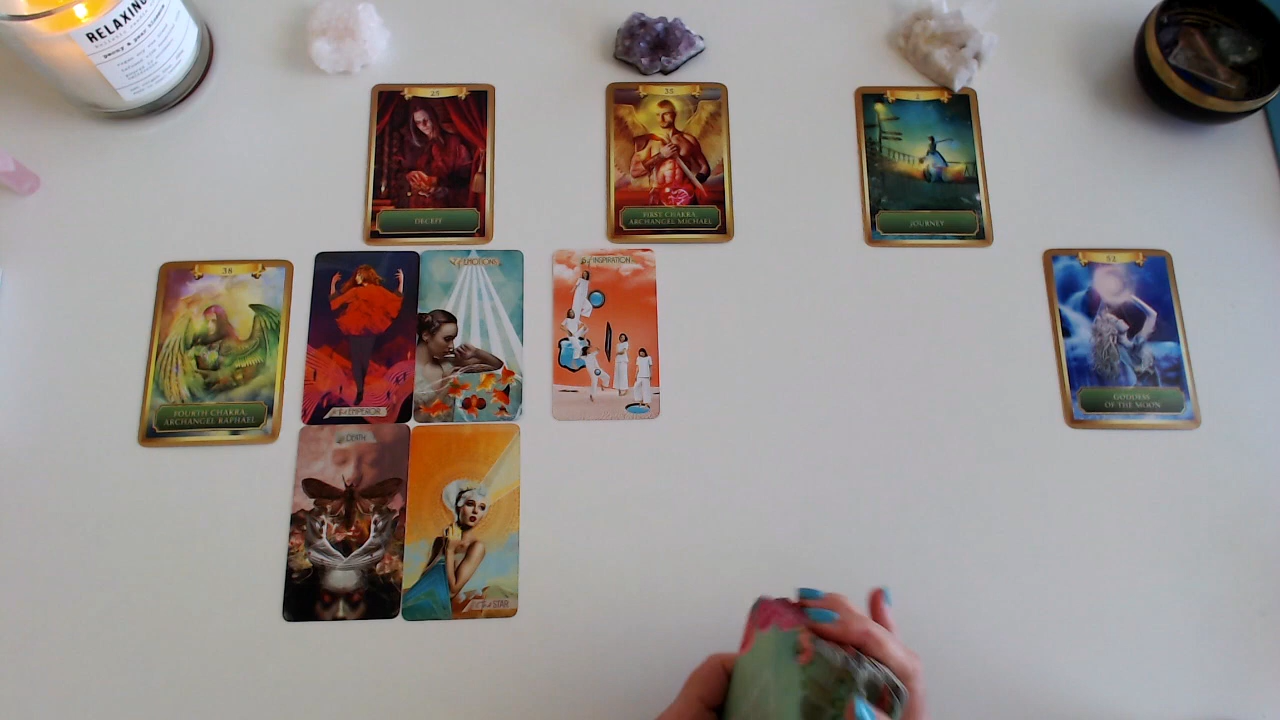 RELAXING
25
DECEIT
35
FIRST CHAKRA:
ARCHANGEL MICHAEL
2
JOURNEY
38
FOURTH CHAKRA:
ARCHANGEL RAPHAEL
EMPEROR
EMOTIONS
INSPIRATION
52
GODDESS
OF THE MOON
DEATH
STAR